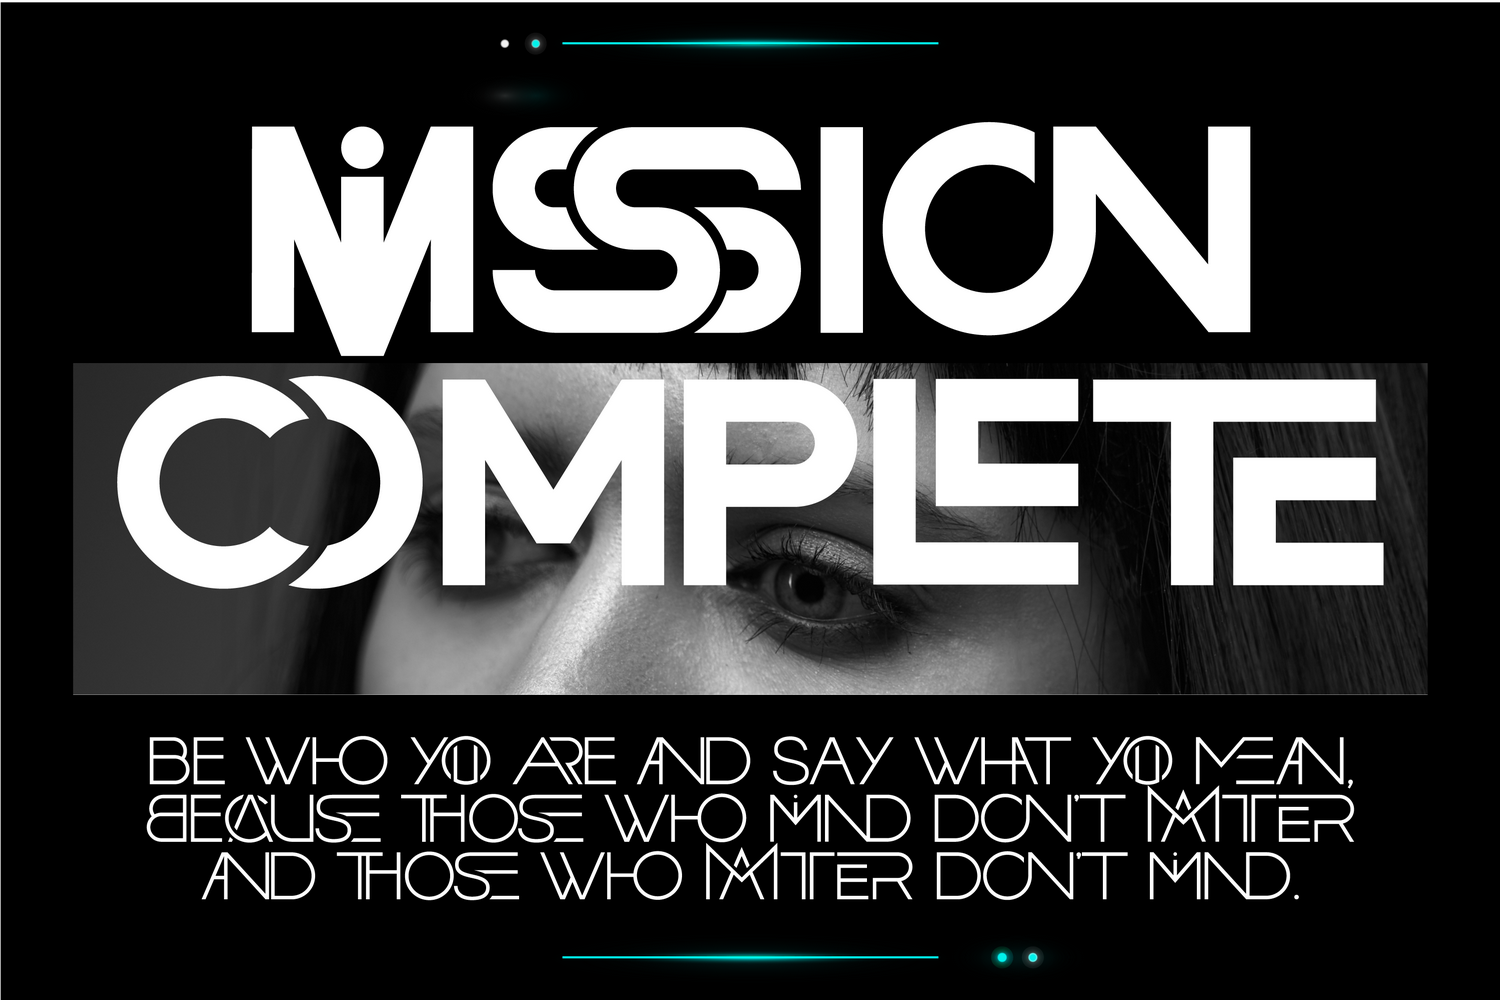 MiSSION
COMPLETE
BE WHO YOU ARE AND SAY WHAT YOU MEAN,
BECAUSE THOSE WHO MiND DON'T MATTER
AND THOSE WHO MATTER DON'T MiND.